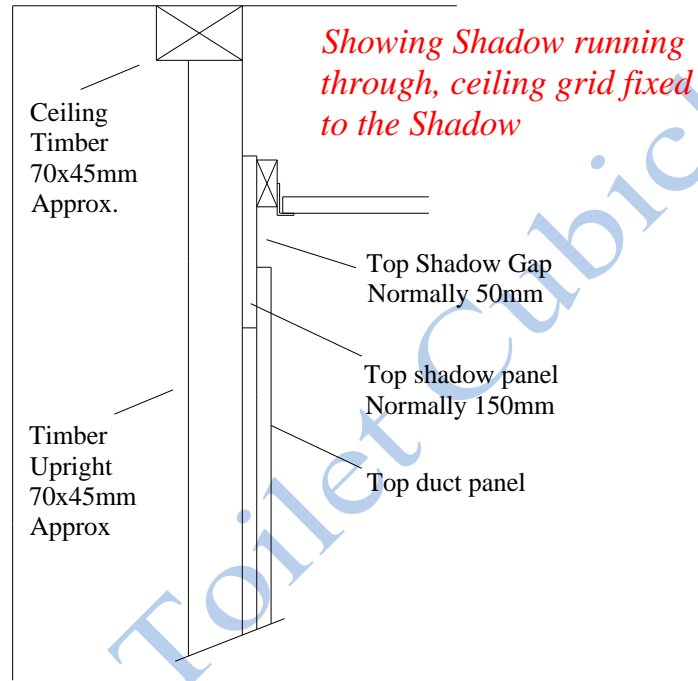 Showing Shadow running
through, ceiling grid fixed
to the Shadow
Ceiling
Timber
70x45mm
Approx.
Top Shadow Gap
Normally 50mm
Top shadow panel
Normally 150mm
Timber
Upright
70x45mm
Approx
Top duct panel
Toilet Cubicl